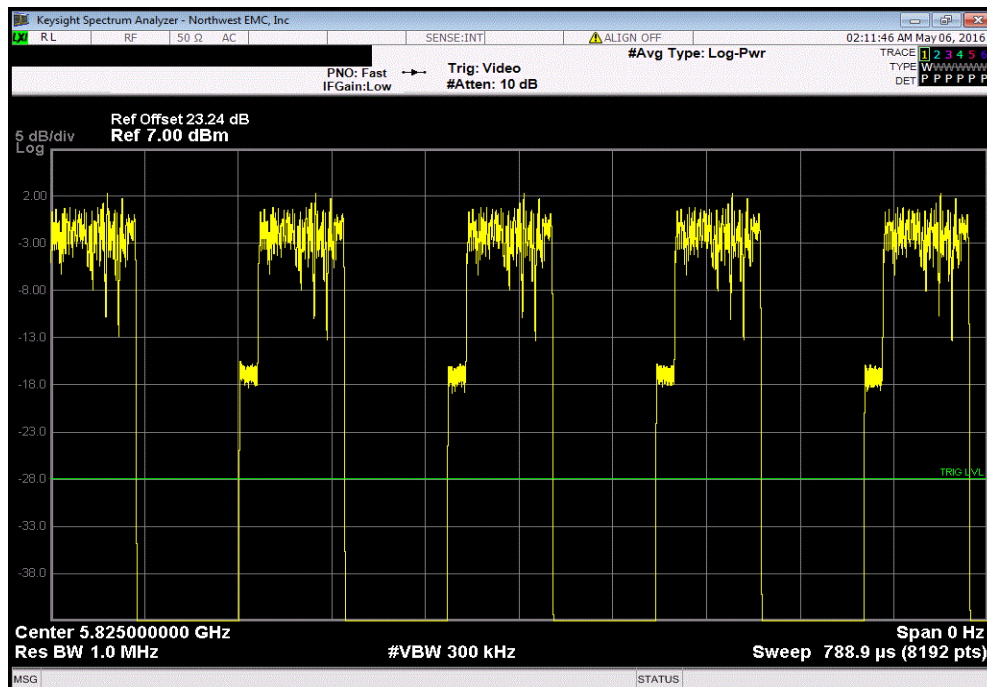 Keysight Spectrum Analyzer - Northwest EMC, Inc
LXI RL RF 50 Ω AC SENSE:INT ALIGN OFF 02:11:46 AM May 06, 2016
#Avg Type: Log-Pwr
TRACE 1 2 3 4 5 6
PNO: Fast Trig: Video TYPE WWWWWW
IFGain:Low #Atten: 10 dB DET P P P P P P
Ref Offset 23.24 dB
5 dB/div Ref 7.00 dBm
Log
2.00
-3.00
-8.00
-13.0
-18.0
-23.0
TRIG LVL
-28.0
-33.0
-38.0
Center 5.825000000 GHz Span 0 Hz
Res BW 1.0 MHz #VBW 300 kHz Sweep 788.9 µs (8192 pts)
MSG STATUS